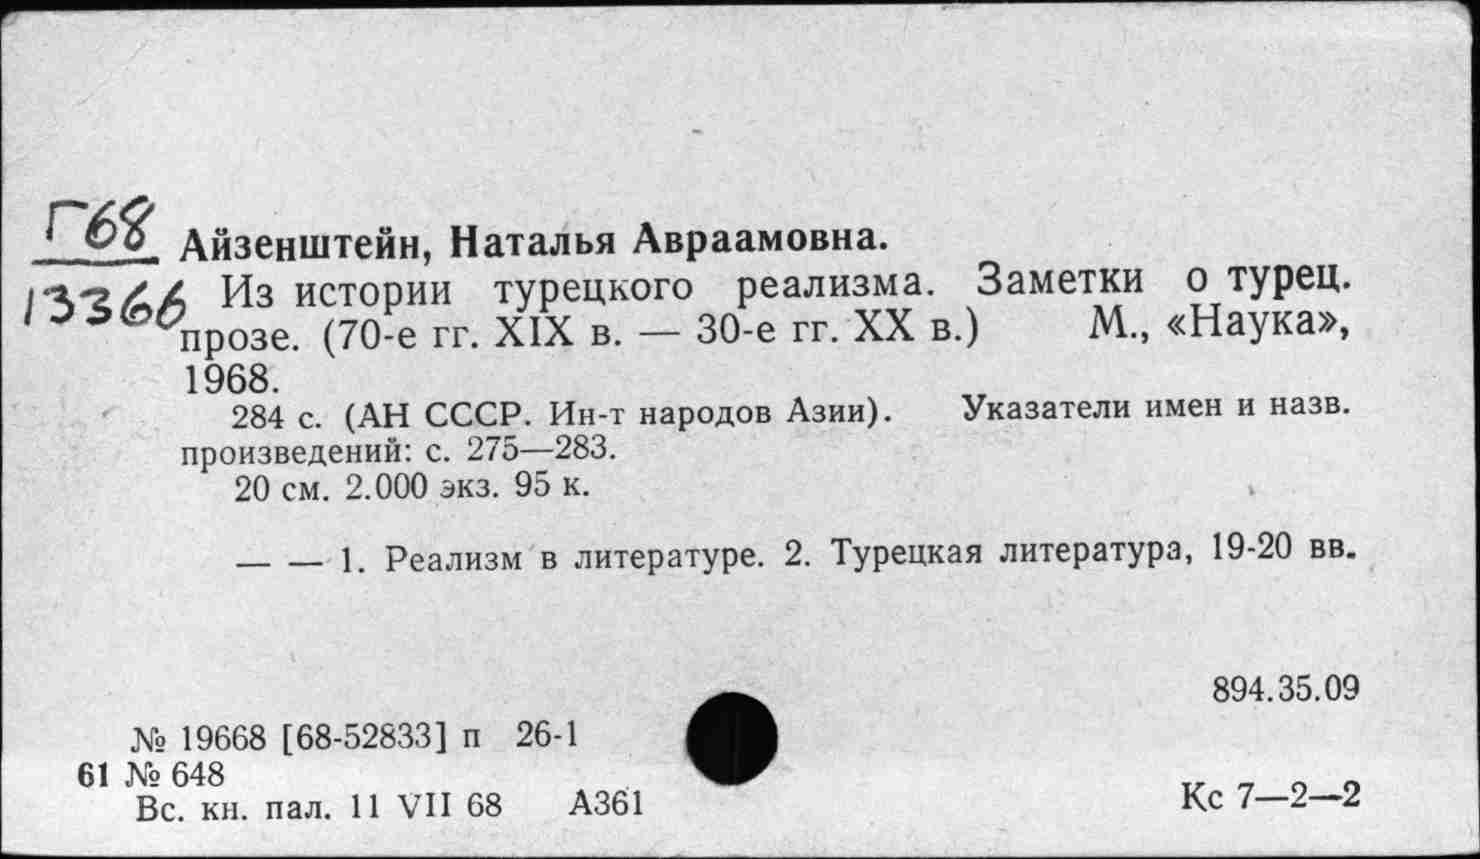 Г68
13366
Айзенштейн, Наталья Авраамовна.
Из истории турецкого реализма. Заметки о турец.
прозе. (70-е гг. XIX в. — 30-е гг. XX в.) М., «Наука»,
1968.
284 с. (АН СССР. Ин-т народов Азии). Указатели имен и назв.
произведений: с. 275—283.
20 см. 2.000 экз. 95 к.
— — 1. Реализм в литературе. 2. Турецкая литература, 19-20 вв.
894.35.09
№ 19668 [68-52833] п 26-1
61 № 648
Вс. кн. пал. 11 VII 68 А361
Кс 7—2—2